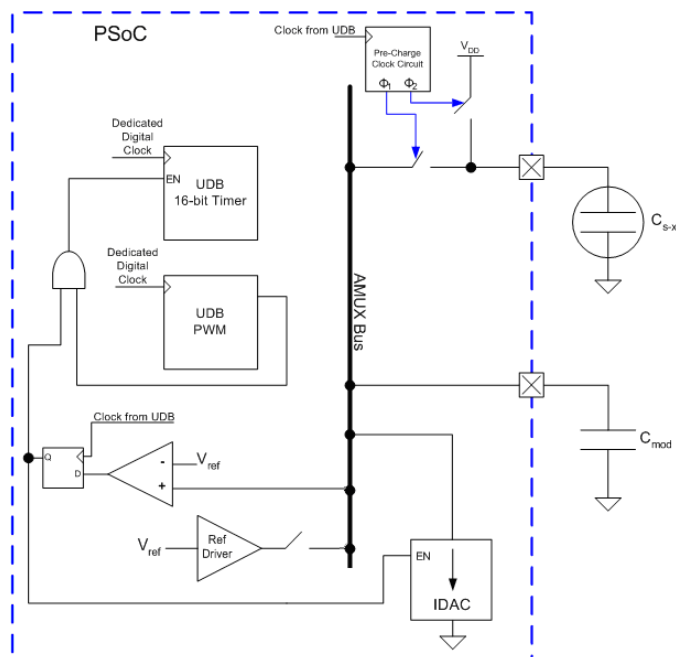 PSoC
Clock from UDB
Pre-Charge
Clock Circuit
Φ1 Φ2
VDD
Dedicated
Digital
Clock
EN
UDB
16-bit Timer
Cs-x
Dedicated
Digital
Clock
UDB
PWM
AMUX Bus
Clock from UDB
Q
D
-
+
Vref
Cmod
Vref
Ref
Driver
EN
IDAC